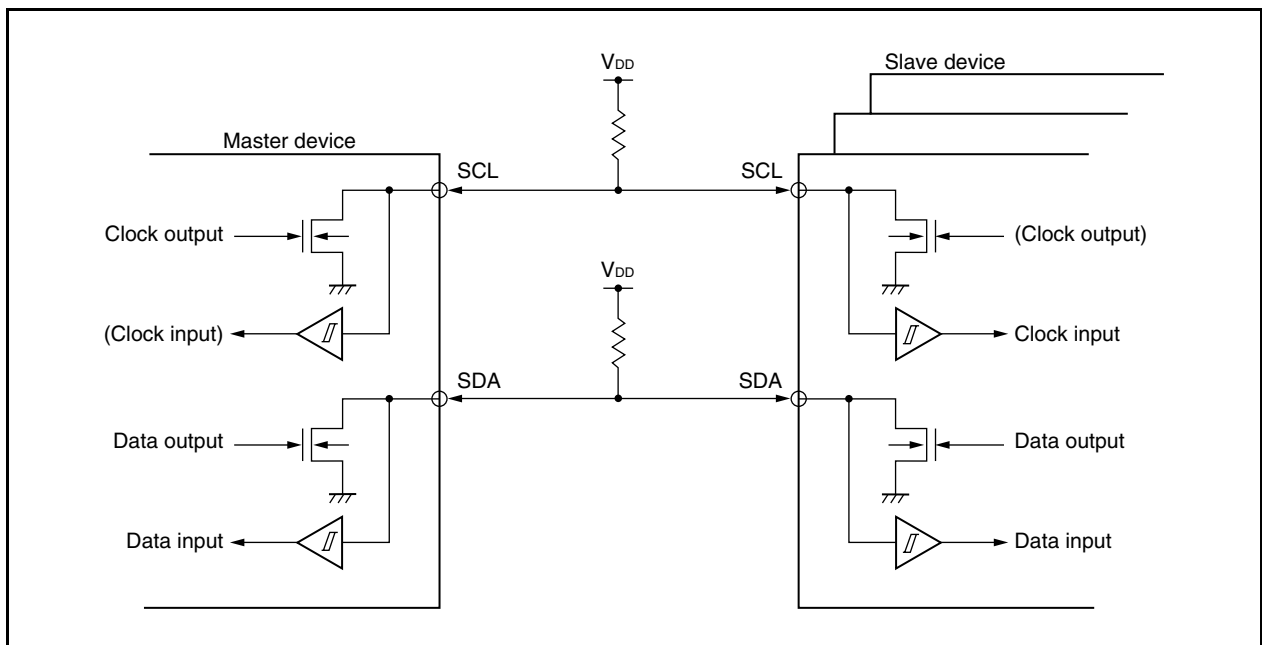 VDD
Slave device
Master device
SCL
SCL
Clock output
(Clock output)
VDD
(Clock input)
Clock input
SDA
SDA
Data output
Data output
Data input
Data input